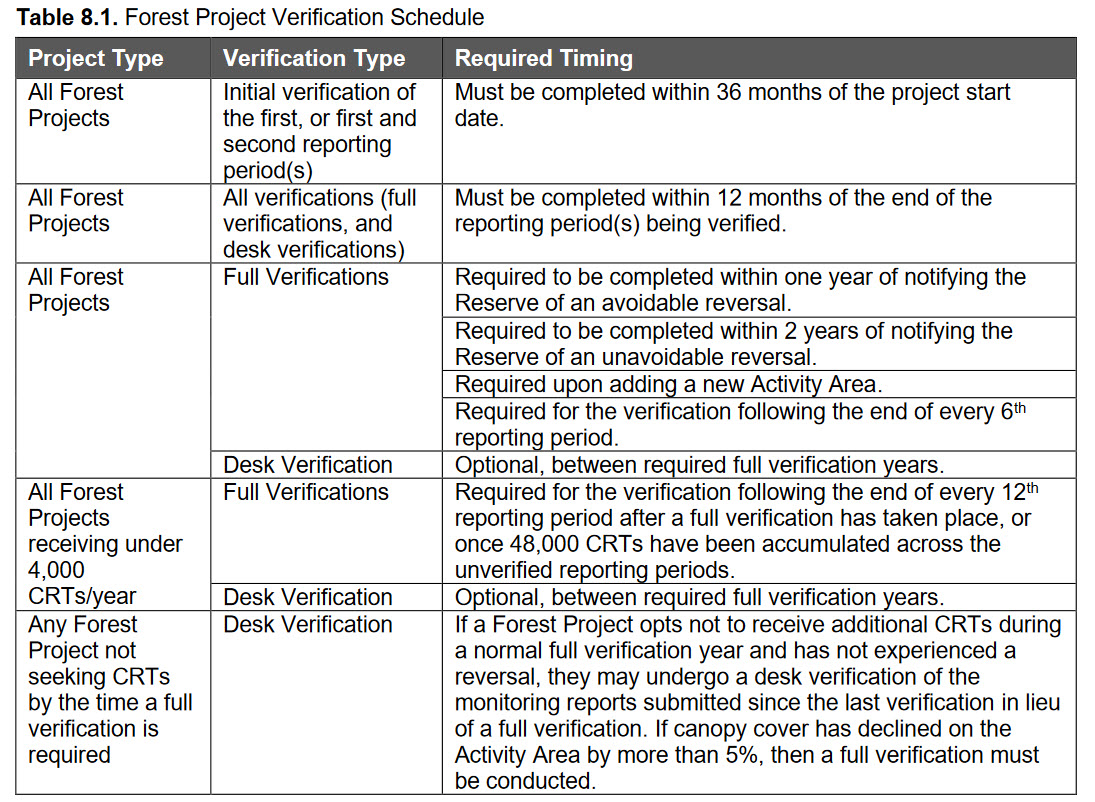 Table 8.1. Forest Project Verification Schedule
Project Type
Verification Type
Required Timing
All Forest
Projects
Initial verification of
the first, or first and
second reporting
period(s)
Must be completed within 36 months of the project start
date.
All Forest
Projects
All verifications (full
verifications, and
desk verifications)
Must be completed within 12 months of the end of the
reporting period(s) being verified.
All Forest
Projects
Full Verifications
Required to be completed within one year of notifying the
Reserve of an avoidable reversal.
Required to be completed within 2 years of notifying the
Reserve of an unavoidable reversal.
Required upon adding a new Activity Area.
Required for the verification following the end of every 6th
reporting period.
Desk Verification
Optional, between required full verification years.
All Forest
Projects
receiving under
4,000
CRTs/year
Full Verifications
Required for the verification following the end of every 12th
reporting period after a full verification has taken place, or
once 48,000 CRTs have been accumulated across the
unverified reporting periods.
Desk Verification
Optional, between required full verification years.
Any Forest
Project not
seeking CRTs
by the time a full
verification is
required
Desk Verification
If a Forest Project opts not to receive additional CRTs during
a normal full verification year and has not experienced a
reversal, they may undergo a desk verification of the
monitoring reports submitted since the last verification in lieu
of a full verification. If canopy cover has declined on the
Activity Area by more than 5%, then a full verification must
be conducted.